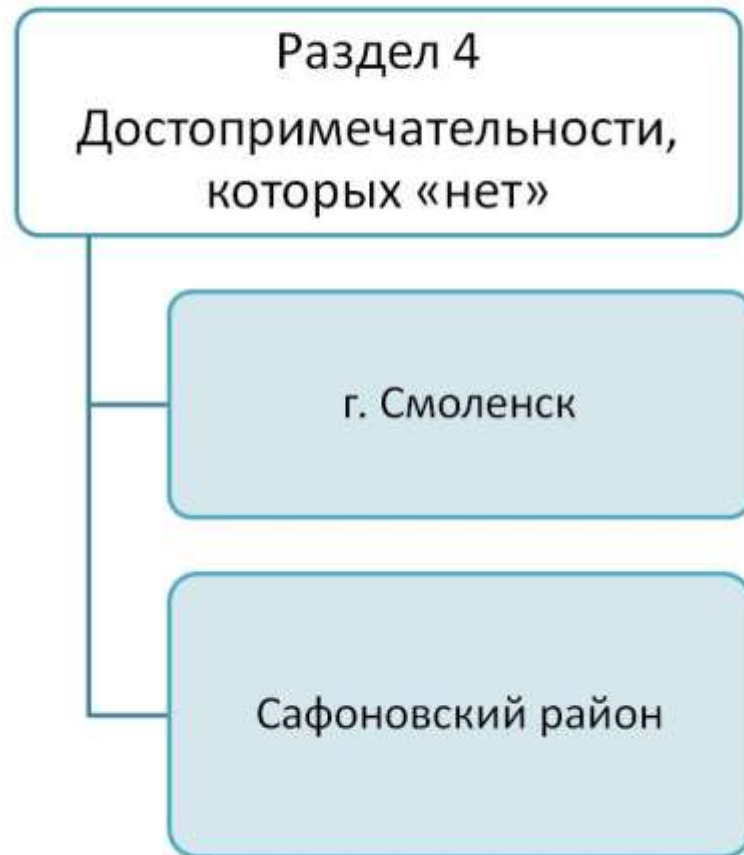 Раздел 4
Достопримечательности,
которых «нет»
г. Смоленск
Сафоновский район